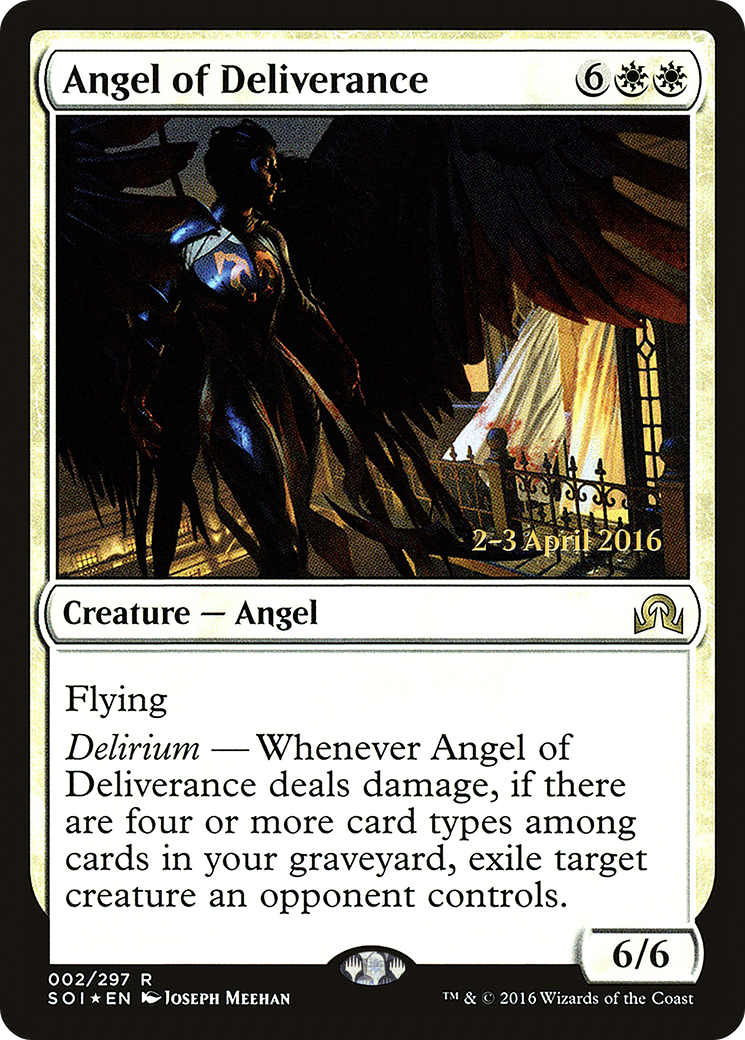 Angel of Deliverance 6
2–3 April 2016
Creature — Angel
Flying
Delirium — Whenever Angel of
Deliverance deals damage, if there
are four or more card types among
cards in your graveyard, exile target
creature an opponent controls.
6/6
002/297 R
SOI★EN Joseph Meehan
™ & © 2016 Wizards of the Coast